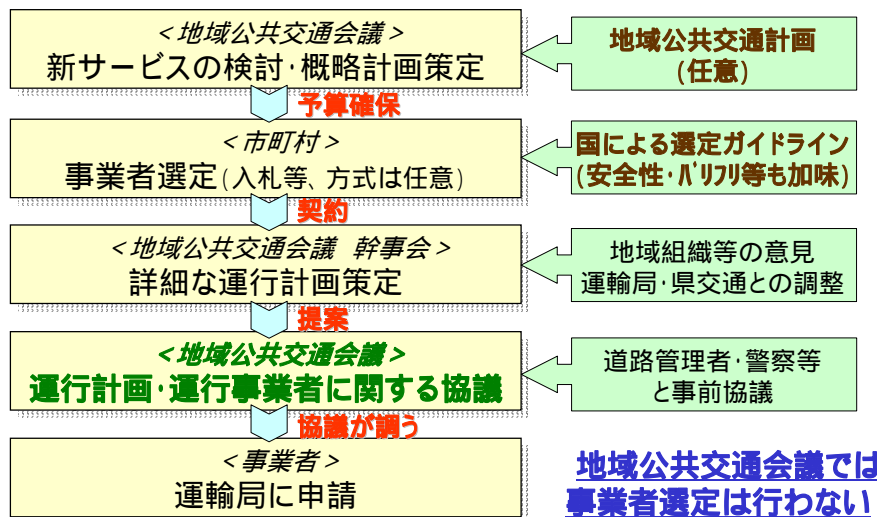 <地域公共交通会議>
新サービスの検討･概略計画策定
地域公共交通計画
(任意)
予算確保
<市町村>
事業者選定(入札等、方式は任意)
国による選定ガイドライン
(安全性･ﾊﾞﾘﾌﾘ等も加味)
契約
<地域公共交通会議 幹事会>
詳細な運行計画策定
地域組織等の意見
運輸局･県交通との調整
提案
<地域公共交通会議>
運行計画･運行事業者に関する協議
道路管理者･警察等
と事前協議
協議が調う
<事業者>
運輸局に申請
地域公共交通会議では
事業者選定は行わない